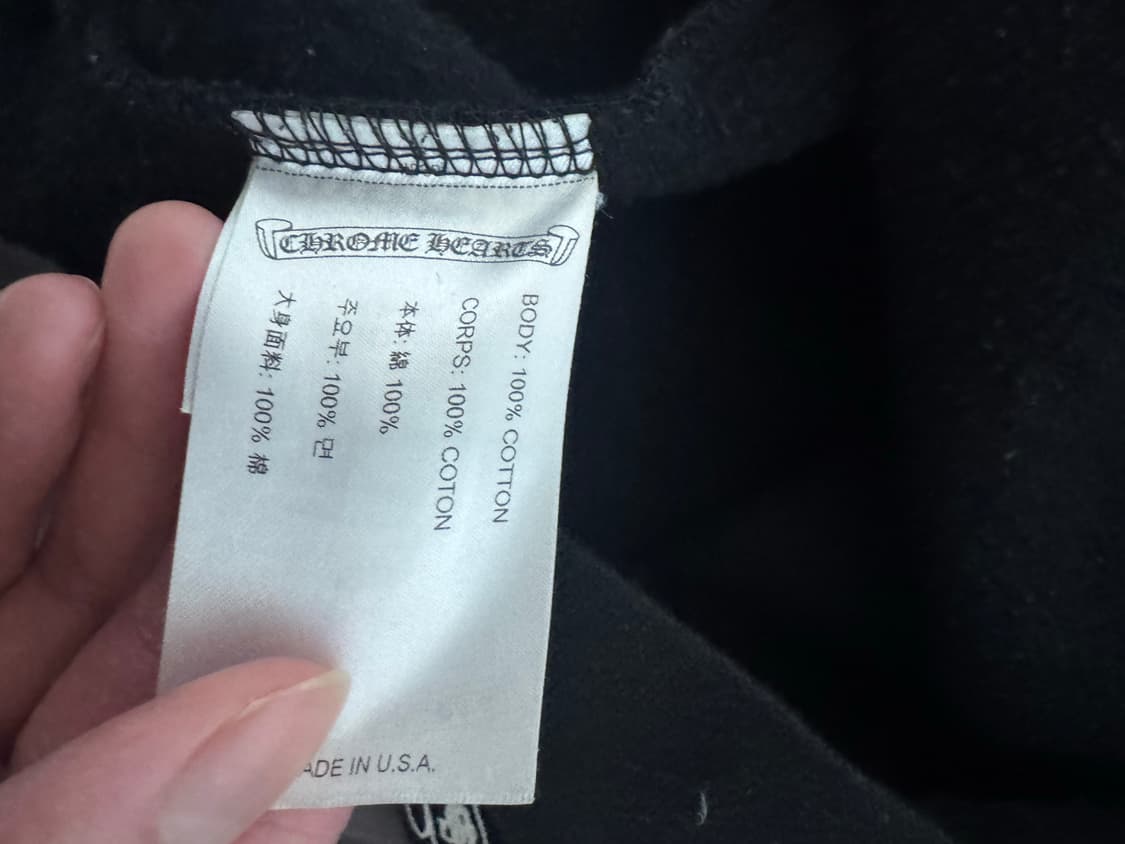 CHROME HEARTS
BODY: 100% COTTON
CORPS: 100% COTON
本体: 綿 100%
주요부: 100% 면
大身面料: 100% 棉
ADE IN U.S.A.